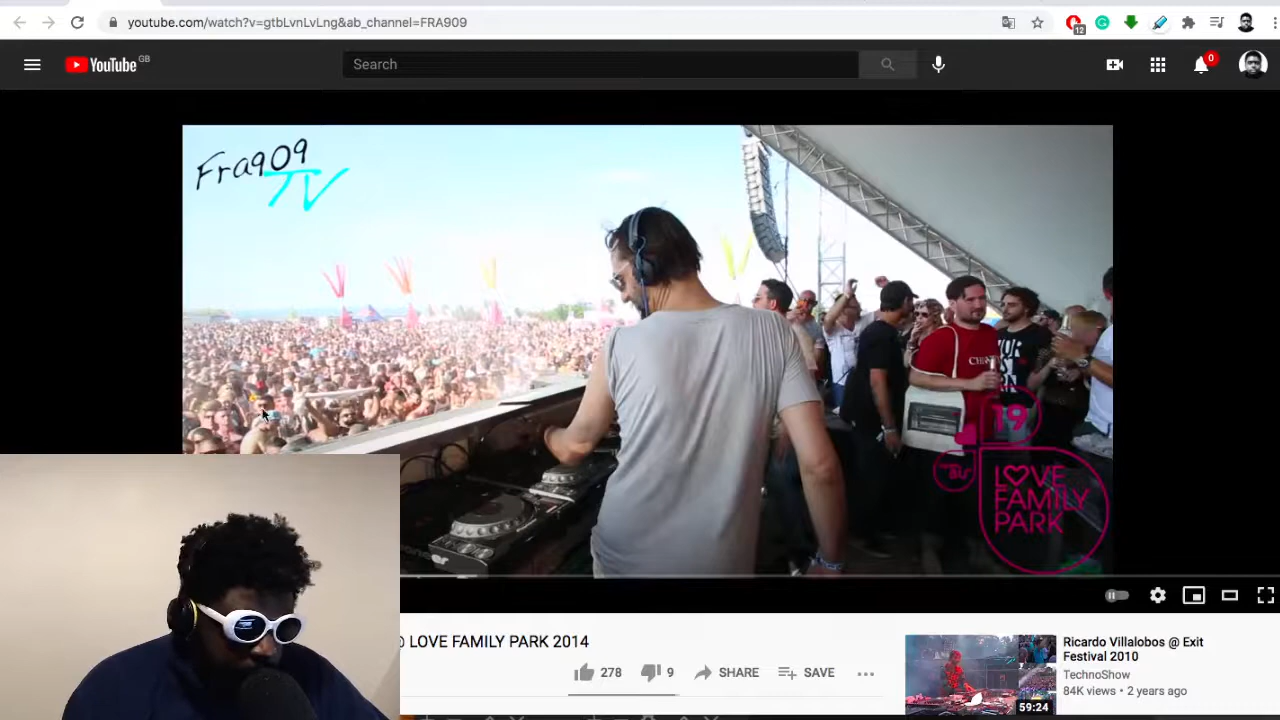 youtube.com/watch?v=gtbLvnLvLng&ab_channel=FRA909
12
YouTube GB
Search
0
Fra909
TV
19
LOVE
FAMILY
PARK
LOVE FAMILY PARK 2014
278
9
SHARE
SAVE
Ricardo Villalobos @ Exit
Festival 2010
TechnoShow
84K views • 2 years ago
59:24